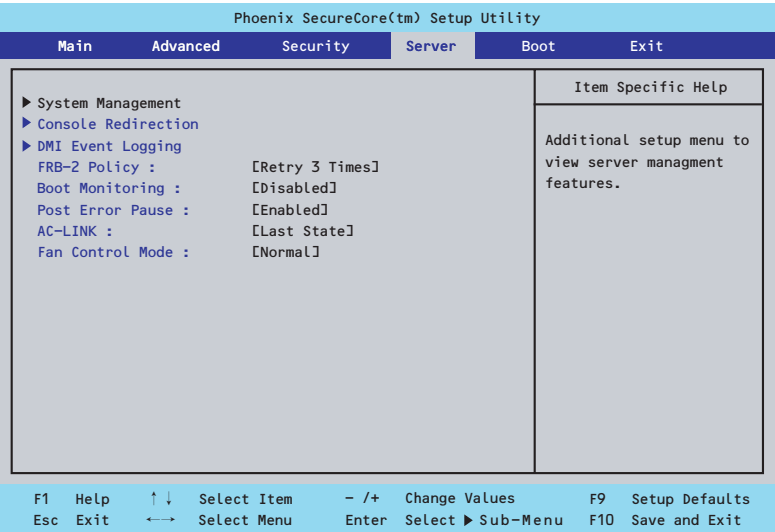 Phoenix SecureCore(tm) Setup Utility
Main Advanced Security Server Boot Exit
▶ System Management
▶ Console Redirection
▶ DMI Event Logging
FRB-2 Policy : [Retry 3 Times]
Boot Monitoring : [Disabled]
Post Error Pause : [Enabled]
AC-LINK : [Last State]
Fan Control Mode : [Normal]
Item Specific Help
Additional setup menu to
view server managment
features.
F1 Help ↑↓ Select Item - /+ Change Values F9 Setup Defaults
Esc Exit ←→ Select Menu Enter Select ▶ Sub-Menu F10 Save and Exit